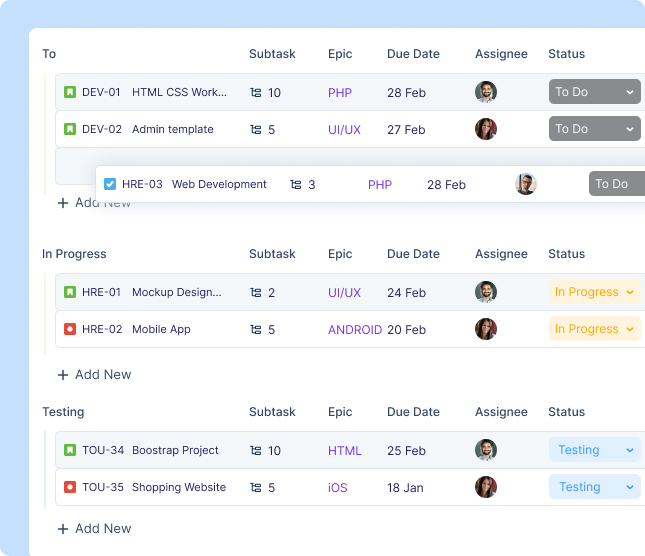 To Subtask Epic Due Date Assignee Status
DEV-01 HTML CSS Work... 10 PHP 28 Feb To Do
DEV-02 Admin template 5 UI/UX 27 Feb To Do
HRE-03 Web Development 3 PHP 28 Feb To Do
+ Add New
In Progress Subtask Epic Due Date Assignee Status
HRE-01 Mockup Design... 2 UI/UX 24 Feb In Progress
HRE-02 Mobile App 5 ANDROID 20 Feb In Progress
+ Add New
Testing Subtask Epic Due Date Assignee Status
TOU-34 Boostrap Project 10 HTML 25 Feb Testing
TOU-35 Shopping Website 5 iOS 18 Jan Testing
+ Add New